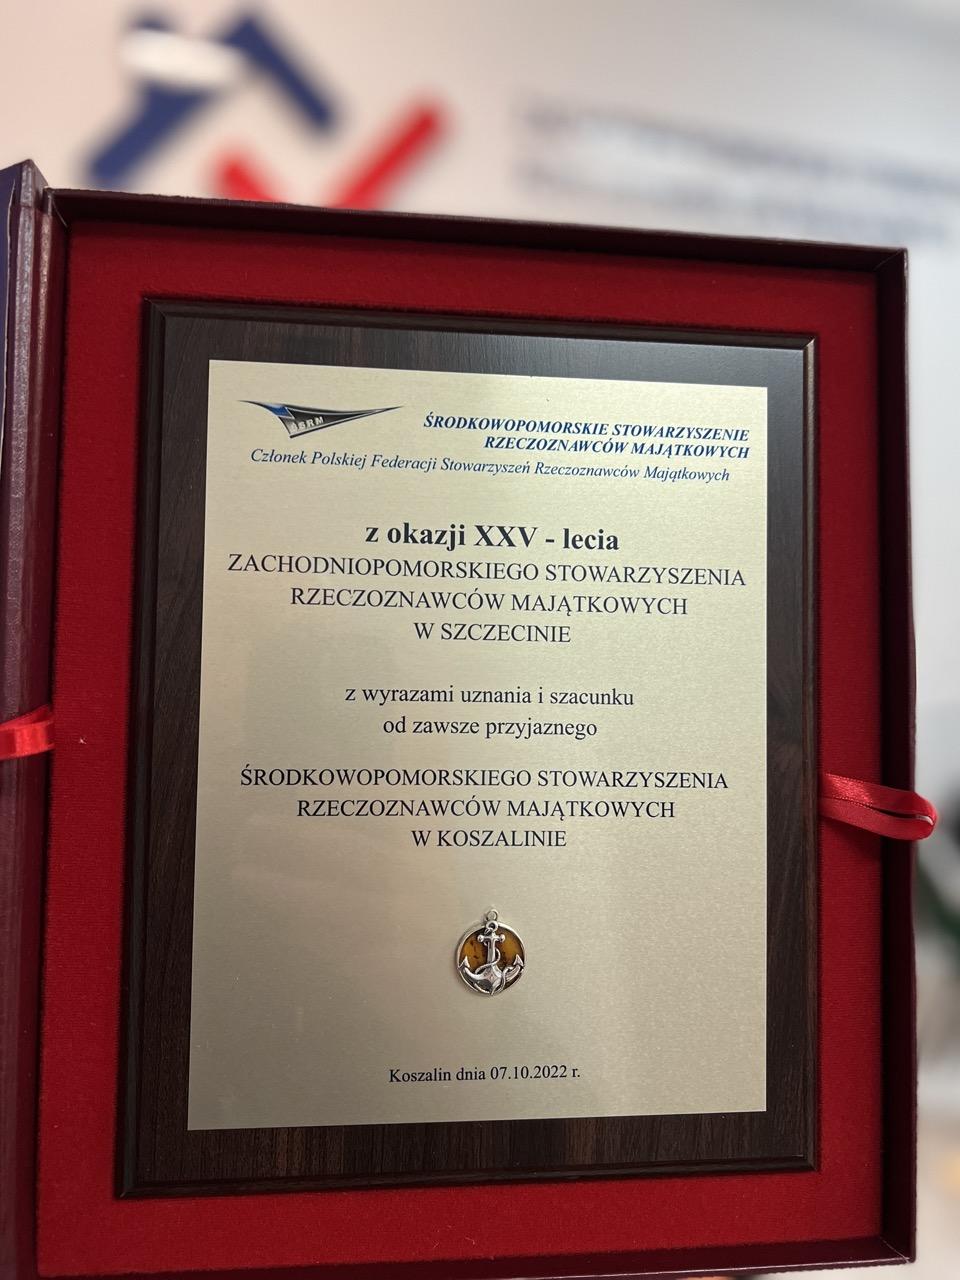 ŚRODKOWOPOMORSKIE STOWARZYSZENIE
RZECZOZNAWCÓW MAJĄTKOWYCH
Członek Polskiej Federacji Stowarzyszeń Rzeczoznawców Majątkowych
z okazji XXV - lecia
ZACHODNIOPOMORSKIEGO STOWARZYSZENIA
RZECZOZNAWCÓW MAJĄTKOWYCH
W SZCZECINIE
z wyrazami uznania i szacunku
od zawsze przyjaznego
ŚRODKOWOPOMORSKIEGO STOWARZYSZENIA
RZECZOZNAWCÓW MAJĄTKOWYCH
W KOSZALINIE
Koszalin dnia 07.10.2022 r.